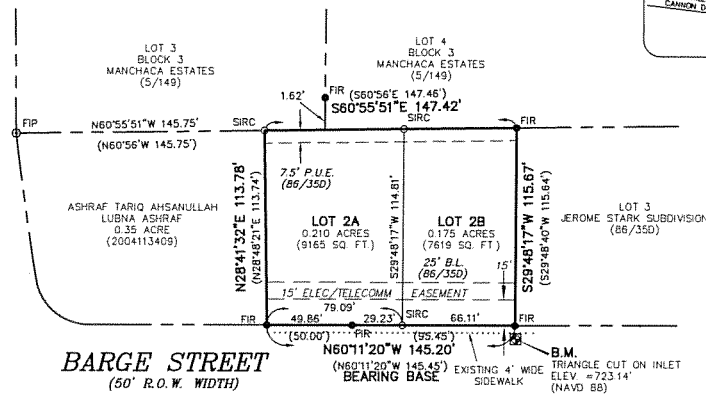 CANNON D
LOT 3
BLOCK 3
MANCHACA ESTATES
(5/149)
LOT 4
BLOCK 3
MANCHACA ESTATES
(5/149)
1.62'
FIR
(S60°56'E 147.46')
S60°55'51"E 147.42'
FIP
N60°55'51"W 145.75'
(N60°56'W 145.75')
SIRC
SIRC
FIR
7.5' P.U.E.
(86/35D)
N28°41'32"E 113.78'
(N28°48'21"E 113.74')
S29°48'17"W 114.81'
S29°48'17"W 115.67'
(S29°48'40"W 115.64')
ASHRAF TARIQ AHSANULLAH
LUBNA ASHRAF
0.35 ACRE
(2004113409)
LOT 2A
0.210 ACRES
(9165 SQ. FT.)
LOT 2B
0.175 ACRES
(7619 SQ. FT.)
LOT 3
JEROME STARK SUBDIVISION
(86/35D)
25' B.L.
(86/35D)
15'
15' ELEC/TELECOMM EASEMENT
79.09'
FIR
49.86'
29.23'
SIRC
66.11'
FIR
(50.00')
FIR
(95.45')
N60°11'20"W 145.20'
(N60°11'20"W 145.45')
BEARING BASE
BARGE STREET
(50' R.O.W. WIDTH)
EXISTING 4' WIDE
SIDEWALK
B.M.
TRIANGLE CUT ON INLET
ELEV. =723.14'
(NAVD 88)